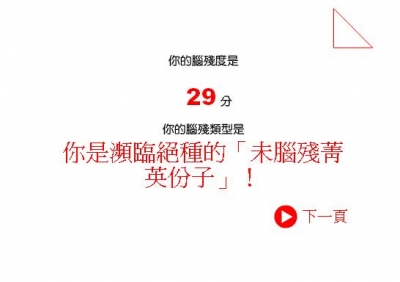 你的腦殘度是
29 分
你的腦殘類型是
你是瀕臨絕種的「未腦殘菁
英份子」！
下一頁